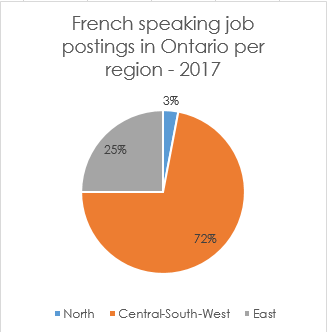 French speaking job
postings in Ontario per
region - 2017
3%
25%
72%
North Central-South-West East